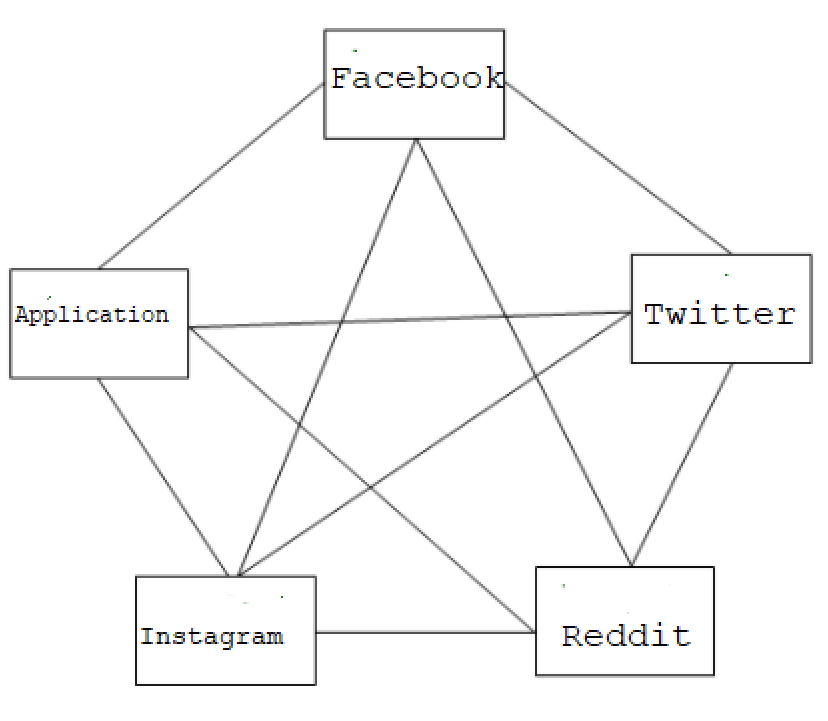 Facebook
Application
Twitter
Instagram
Reddit